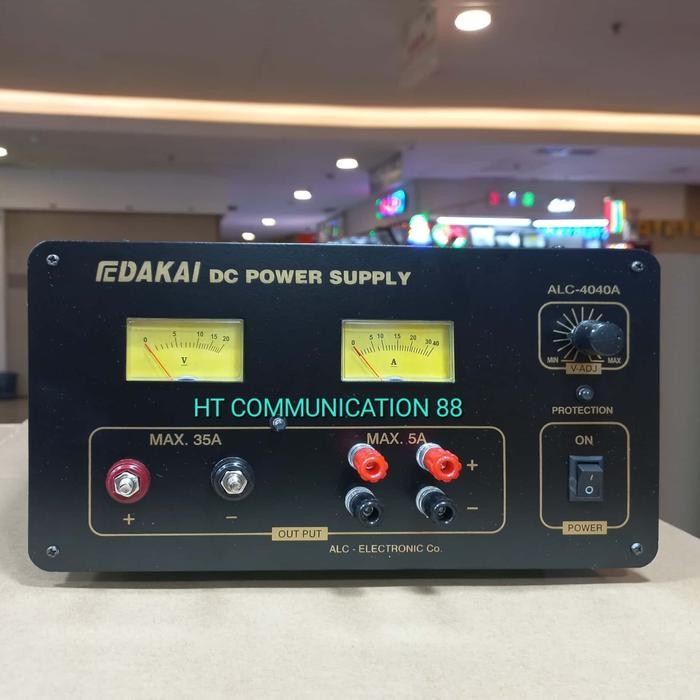 EDAKAI DC POWER SUPPLY
ALC-4040A
0 5 10 15 20
V
0 5 10 15 20 30 40
A
MIN MAX
V-ADJ
HT COMMUNICATION 88
PROTECTION
MAX. 35A MAX. 5A
ON
+ − + −
OUT PUT
POWER
ALC - ELECTRONIC Co.